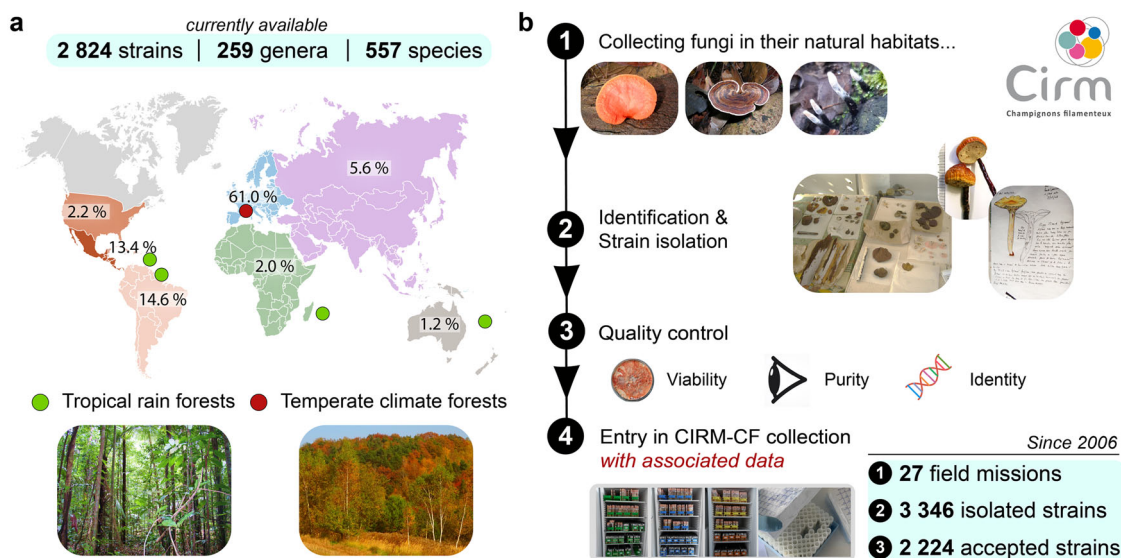 a
currently available
2 824 strains | 259 genera | 557 species
5.6 %
61.0 %
2.2 %
13.4 %
2.0 %
14.6 %
1.2 %
Tropical rain forests
Temperate climate forests
b
1 Collecting fungi in their natural habitats...
Cirm
Champignons filamenteux
2 Identification &
Strain isolation
3 Quality control
Viability
Purity
Identity
4 Entry in CIRM-CF collection
with associated data
Since 2006
1 27 field missions
2 3 346 isolated strains
3 2 224 accepted strains